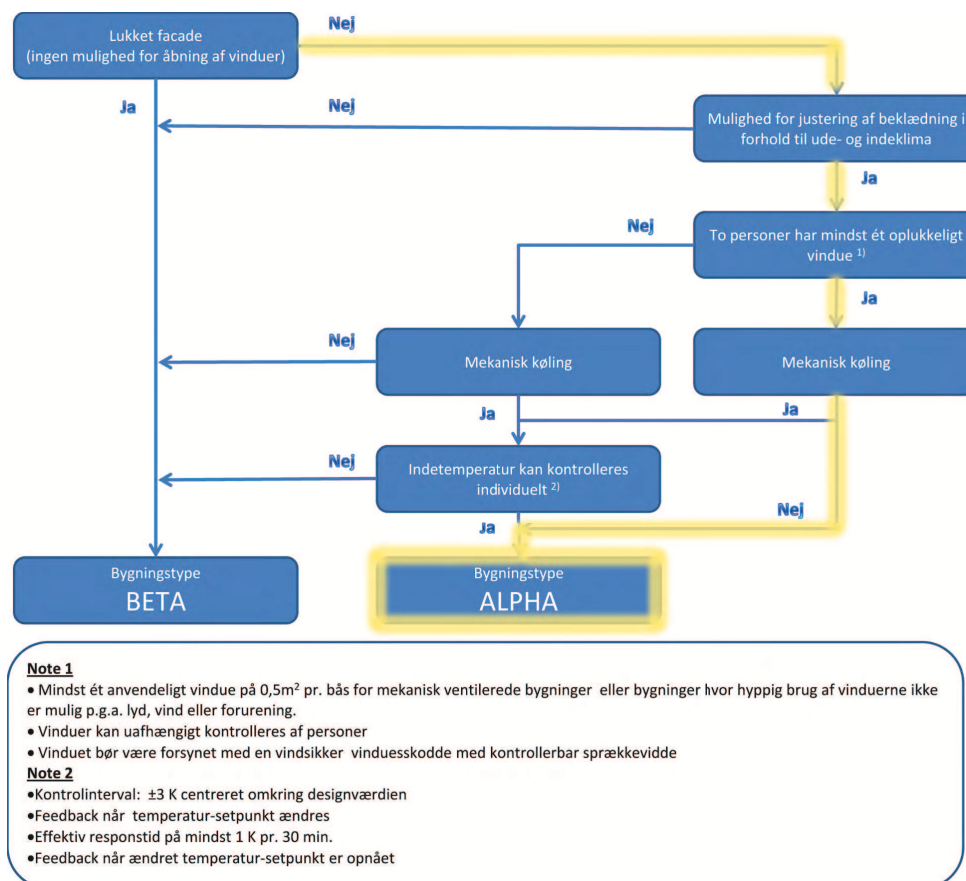 Lukket facade
(ingen mulighed for åbning af vinduer)
Nej
Ja
Nej
Mulighed for justering af beklædning i
forhold til ude- og indeklima
Ja
Nej
To personer har mindst ét oplukkeligt
vindue 1)
Ja
Nej
Mekanisk køling
Mekanisk køling
Ja
Ja
Nej
Indetemperatur kan kontrolleres
individuelt 2)
Ja
Nej
Bygningstype
BETA
Bygningstype
ALPHA
Note 1
• Mindst ét anvendeligt vindue på 0,5m² pr. bås for mekanisk ventilerede bygninger eller bygninger hvor hyppig brug af vinduerne ikke
er mulig p.g.a. lyd, vind eller forurening.
• Vinduer kan uafhængigt kontrolleres af personer
• Vinduet bør være forsynet med en vindsikker vinduesskodde med kontrollerbar sprækkevidde
Note 2
•Kontrolinterval: ±3 K centreret omkring designværdien
•Feedback når temperatur-setpunkt ændres
•Effektiv responstid på mindst 1 K pr. 30 min.
•Feedback når ændret temperatur-setpunkt er opnået